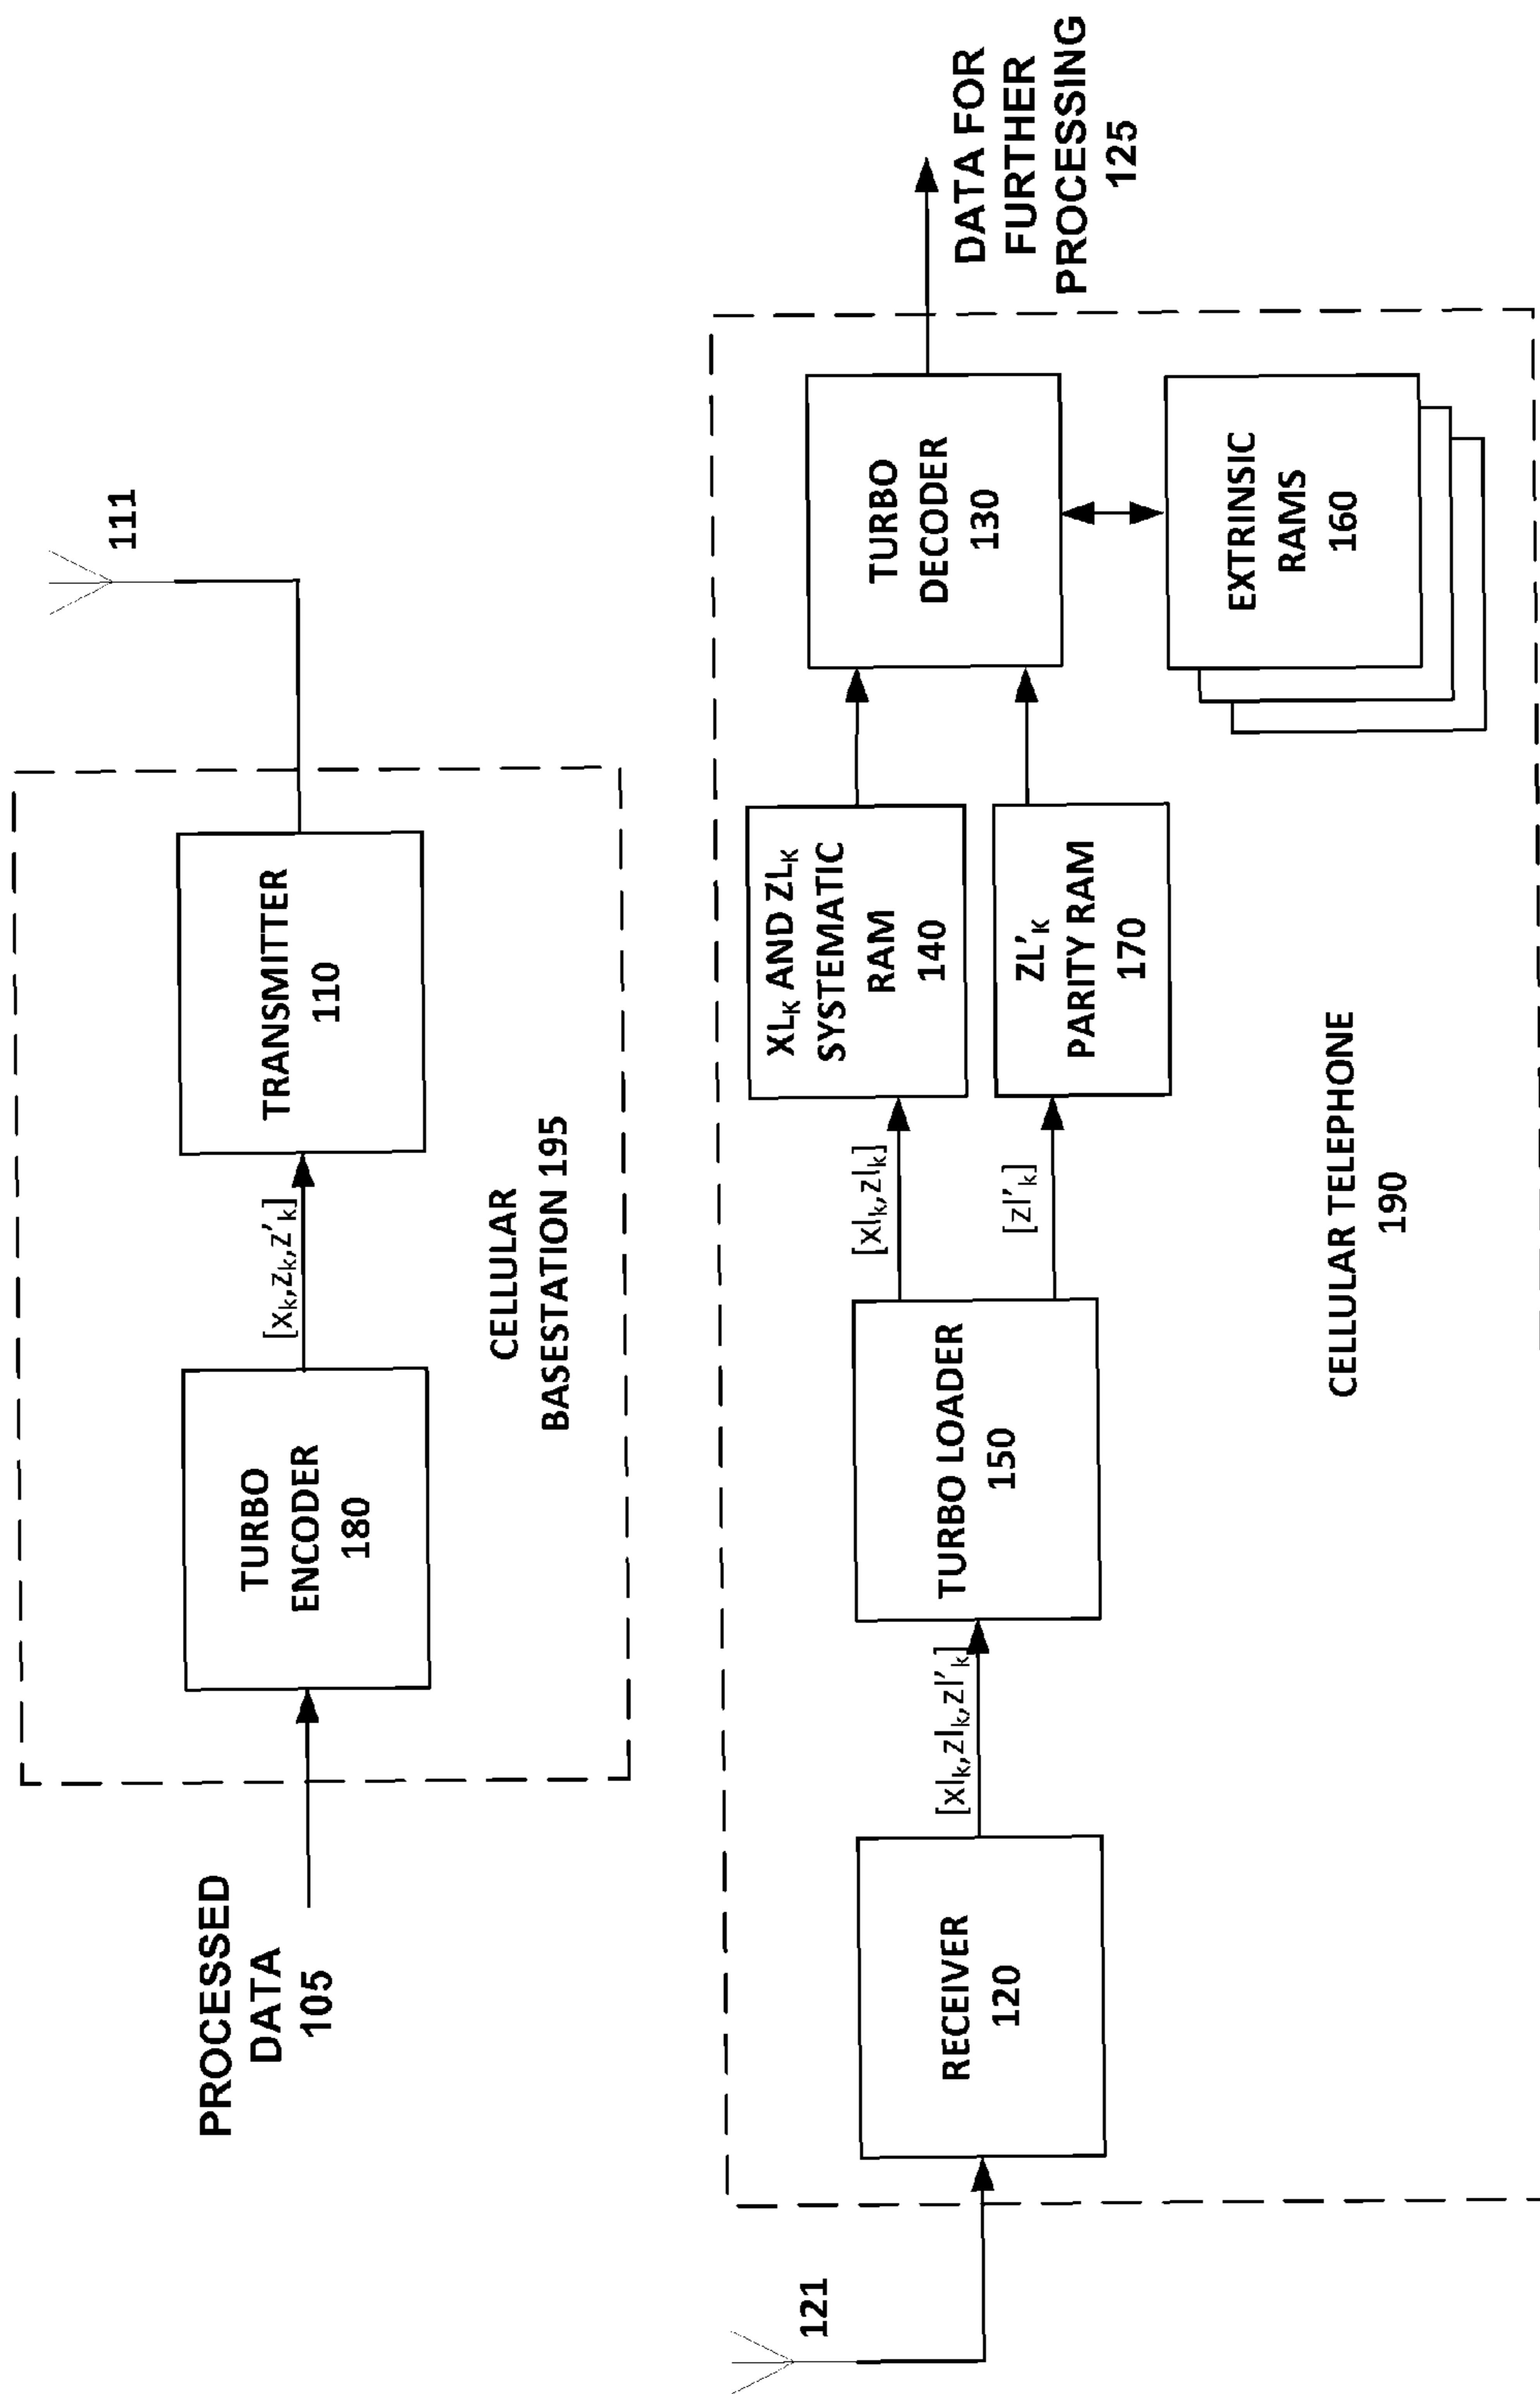 111
PROCESSED
DATA
105
TURBO
ENCODER
180
[xₖ,zₖ,z’ₖ]
TRANSMITTER
110
CELLULAR
BASESTATION 195
121
RECEIVER
120
[xlₖ,zlₖ,zl’ₖ]
TURBO LOADER
150
[xlₖ,zlₖ]
[zl’ₖ]
XLₖ AND ZLₖ
SYSTEMATIC
RAM
140
ZL’ₖ
PARITY RAM
170
TURBO
DECODER
130
EXTRINSIC
RAMS
160
DATA FOR
FURTHER
PROCESSING
125
CELLULAR TELEPHONE
190